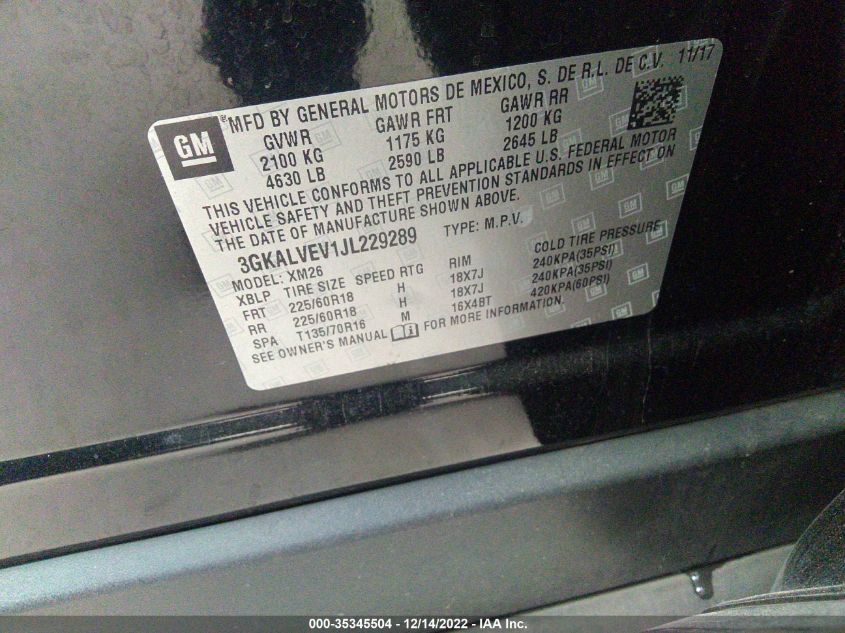 GM
®MFD BY GENERAL MOTORS DE MEXICO, S. DE R.L. DE C.V. 11/17
GVWR GAWR FRT GAWR RR
2100 KG 1175 KG 1200 KG
4630 LB 2590 LB 2645 LB
THIS VEHICLE CONFORMS TO ALL APPLICABLE U.S. FEDERAL MOTOR
VEHICLE SAFETY AND THEFT PREVENTION STANDARDS IN EFFECT ON
THE DATE OF MANUFACTURE SHOWN ABOVE.
3GKALVEV1JL229289 TYPE: M.P.V.
MODEL: XM26
XBLP TIRE SIZE SPEED RTG RIM COLD TIRE PRESSURE
FRT 225/60R18 H 18X7J 240KPA(35PSI)
RR 225/60R18 H 18X7J 240KPA(35PSI)
SPA T135/70R16 M 16X4BT 420KPA(60PSI)
SEE OWNER'S MANUAL FOR MORE INFORMATION.
000-35345504 - 12/14/2022 - IAA Inc.